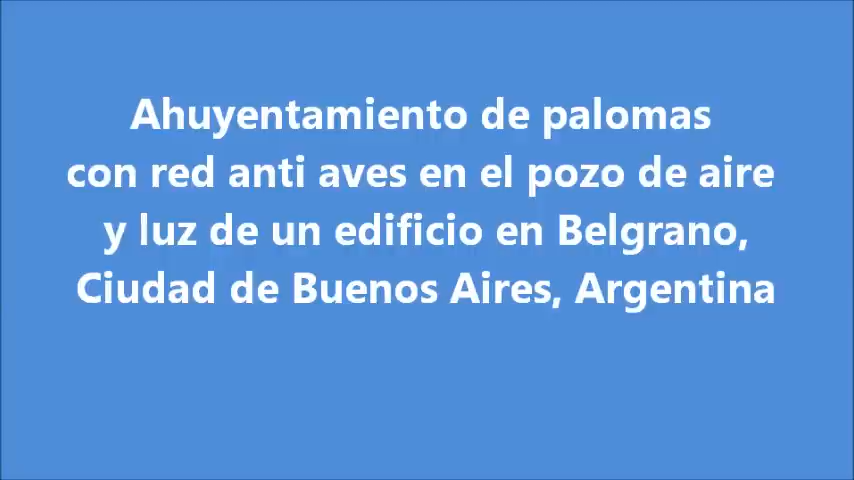 Ahuyentamiento de palomas
con red anti aves en el pozo de aire
y luz de un edificio en Belgrano,
Ciudad de Buenos Aires, Argentina